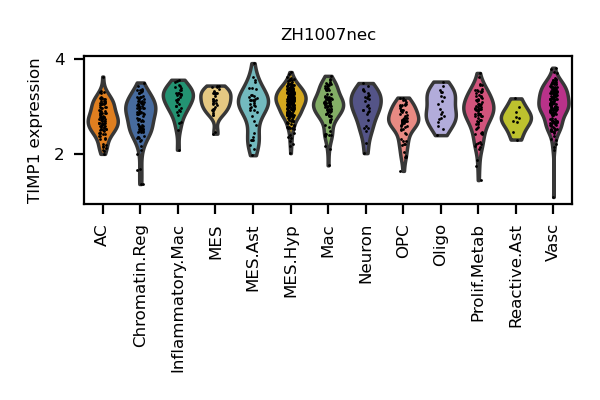 ZH1007nec
TIMP1 expression
4
2
AC
Chromatin.Reg
Inflammatory.Mac
MES
MES.Ast
MES.Hyp
Mac
Neuron
OPC
Oligo
Prolif.Metab
Reactive.Ast
Vasc